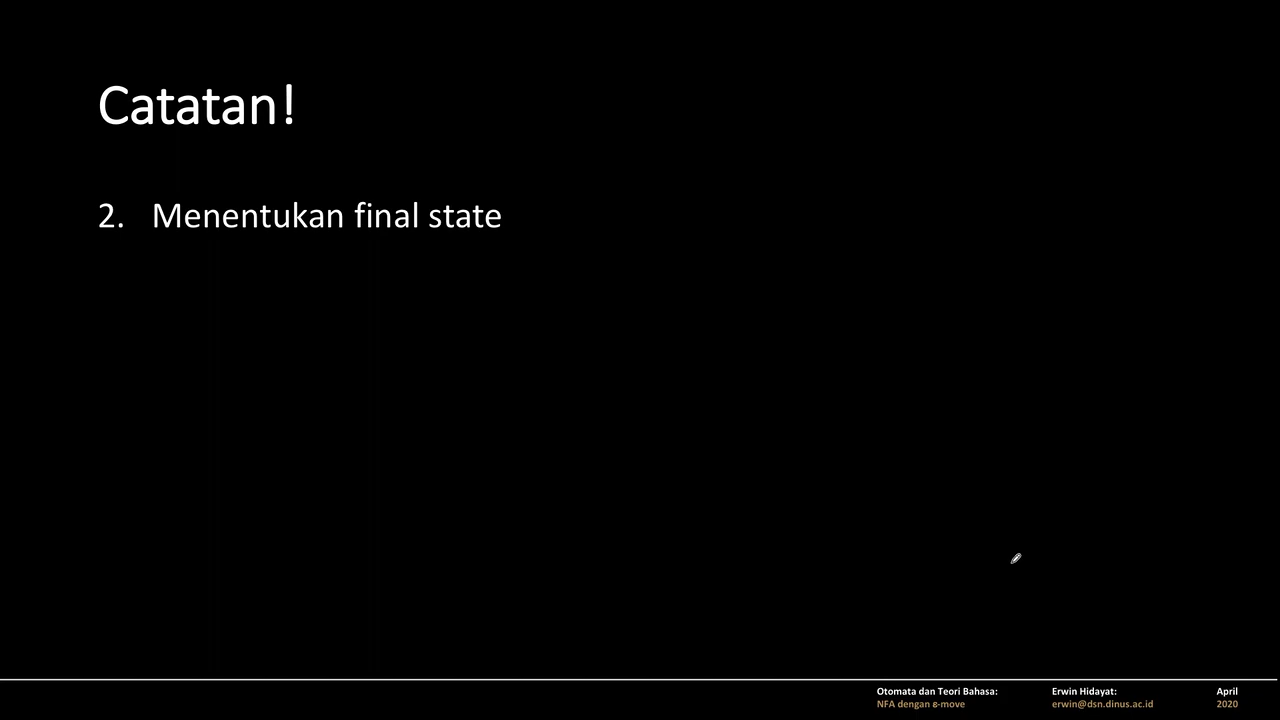 Catatan!
2. Menentukan final state
Otomata dan Teori Bahasa:
NFA dengan ε-move
Erwin Hidayat:
erwin@dsn.dinus.ac.id
April
2020